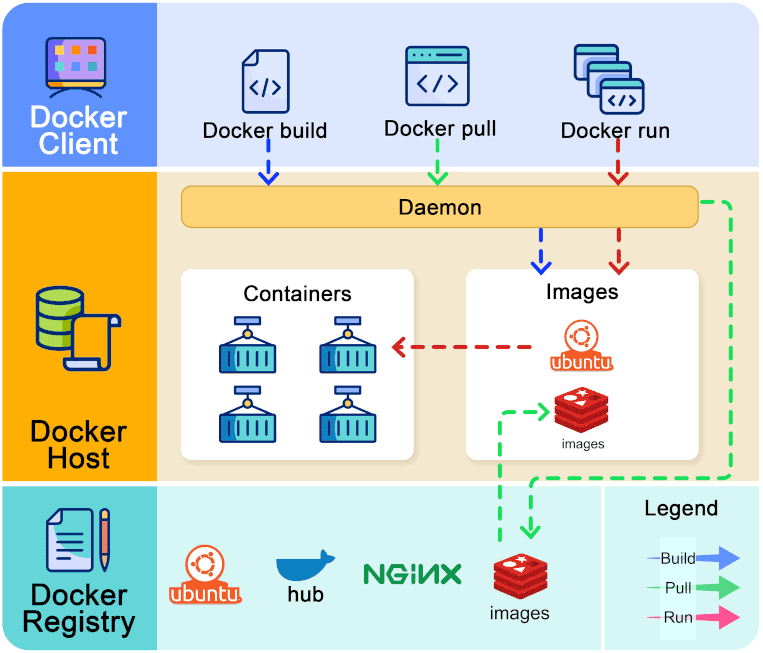 Docker
Client
</>
</>
</>
Docker build
Docker pull
Docker run
Daemon
Containers
Images
ubuntu
images
Docker
Host
Docker
Registry
ubuntu
hub
NGiNX
images
Legend
Build
Pull
Run